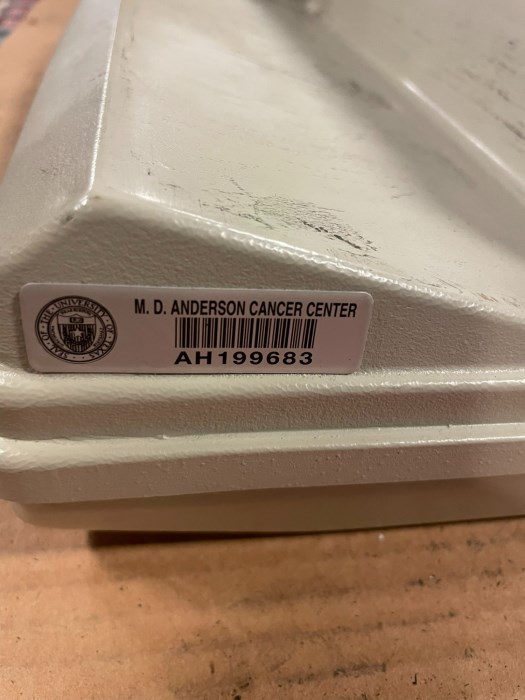 M. D. ANDERSON CANCER CENTER
AH199683